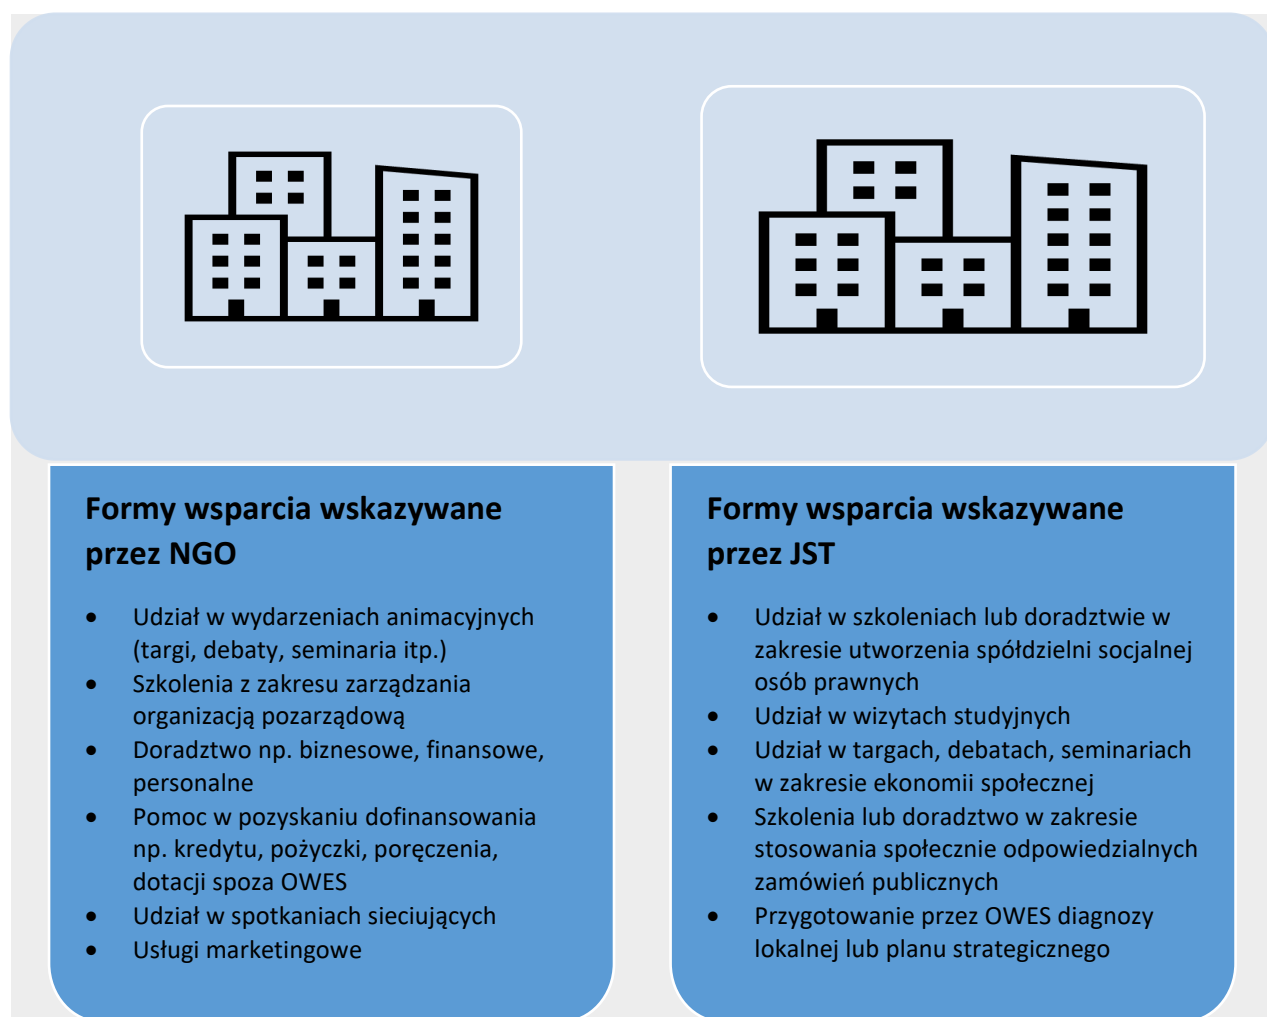 Formy wsparcia wskazywane
przez NGO
• Udział w wydarzeniach animacyjnych
(targi, debaty, seminaria itp.)
• Szkolenia z zakresu zarządzania
organizacją pozarządową
• Doradztwo np. biznesowe, finansowe,
personalne
• Pomoc w pozyskaniu dofinansowania
np. kredytu, pożyczki, poręczenia,
dotacji spoza OWES
• Udział w spotkaniach sieciujących
• Usługi marketingowe
Formy wsparcia wskazywane
przez JST
• Udział w szkoleniach lub doradztwie w
zakresie utworzenia spółdzielni socjalnej
osób prawnych
• Udział w wizytach studyjnych
• Udział w targach, debatach, seminariach
w zakresie ekonomii społecznej
• Szkolenia lub doradztwo w zakresie
stosowania społecznie odpowiedzialnych
zamówień publicznych
• Przygotowanie przez OWES diagnozy
lokalnej lub planu strategicznego